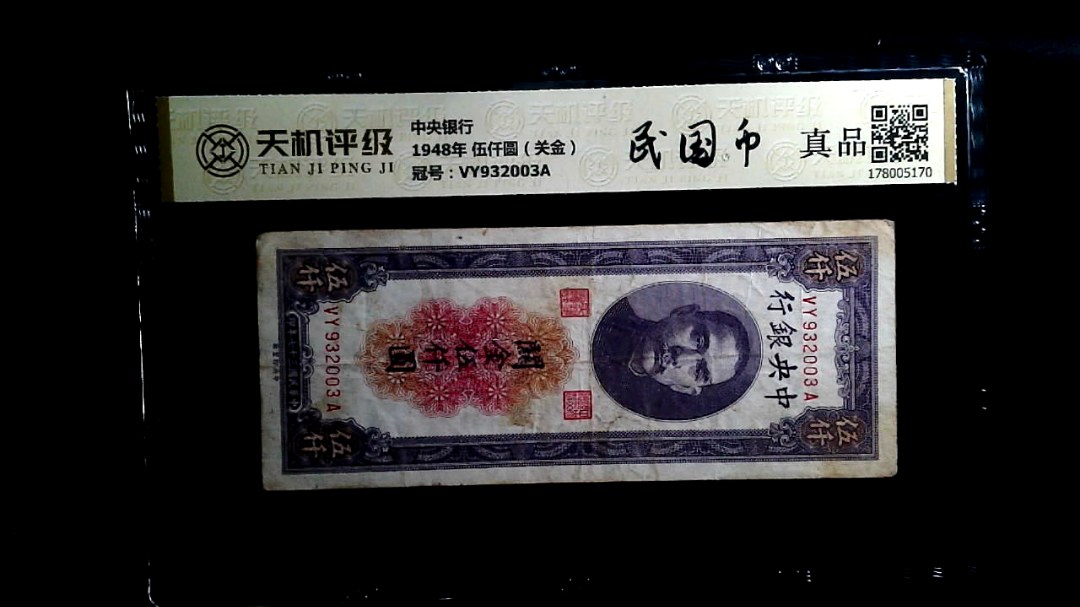 天机评级
TIAN JI PING JI
中央银行
1948年 伍仟圆（关金）
冠号：VY932003A
民国币
真品
178005170
伍仟
伍仟
中央銀行
VY932003A
關金伍仟圓
VY932003A
伍仟
伍仟